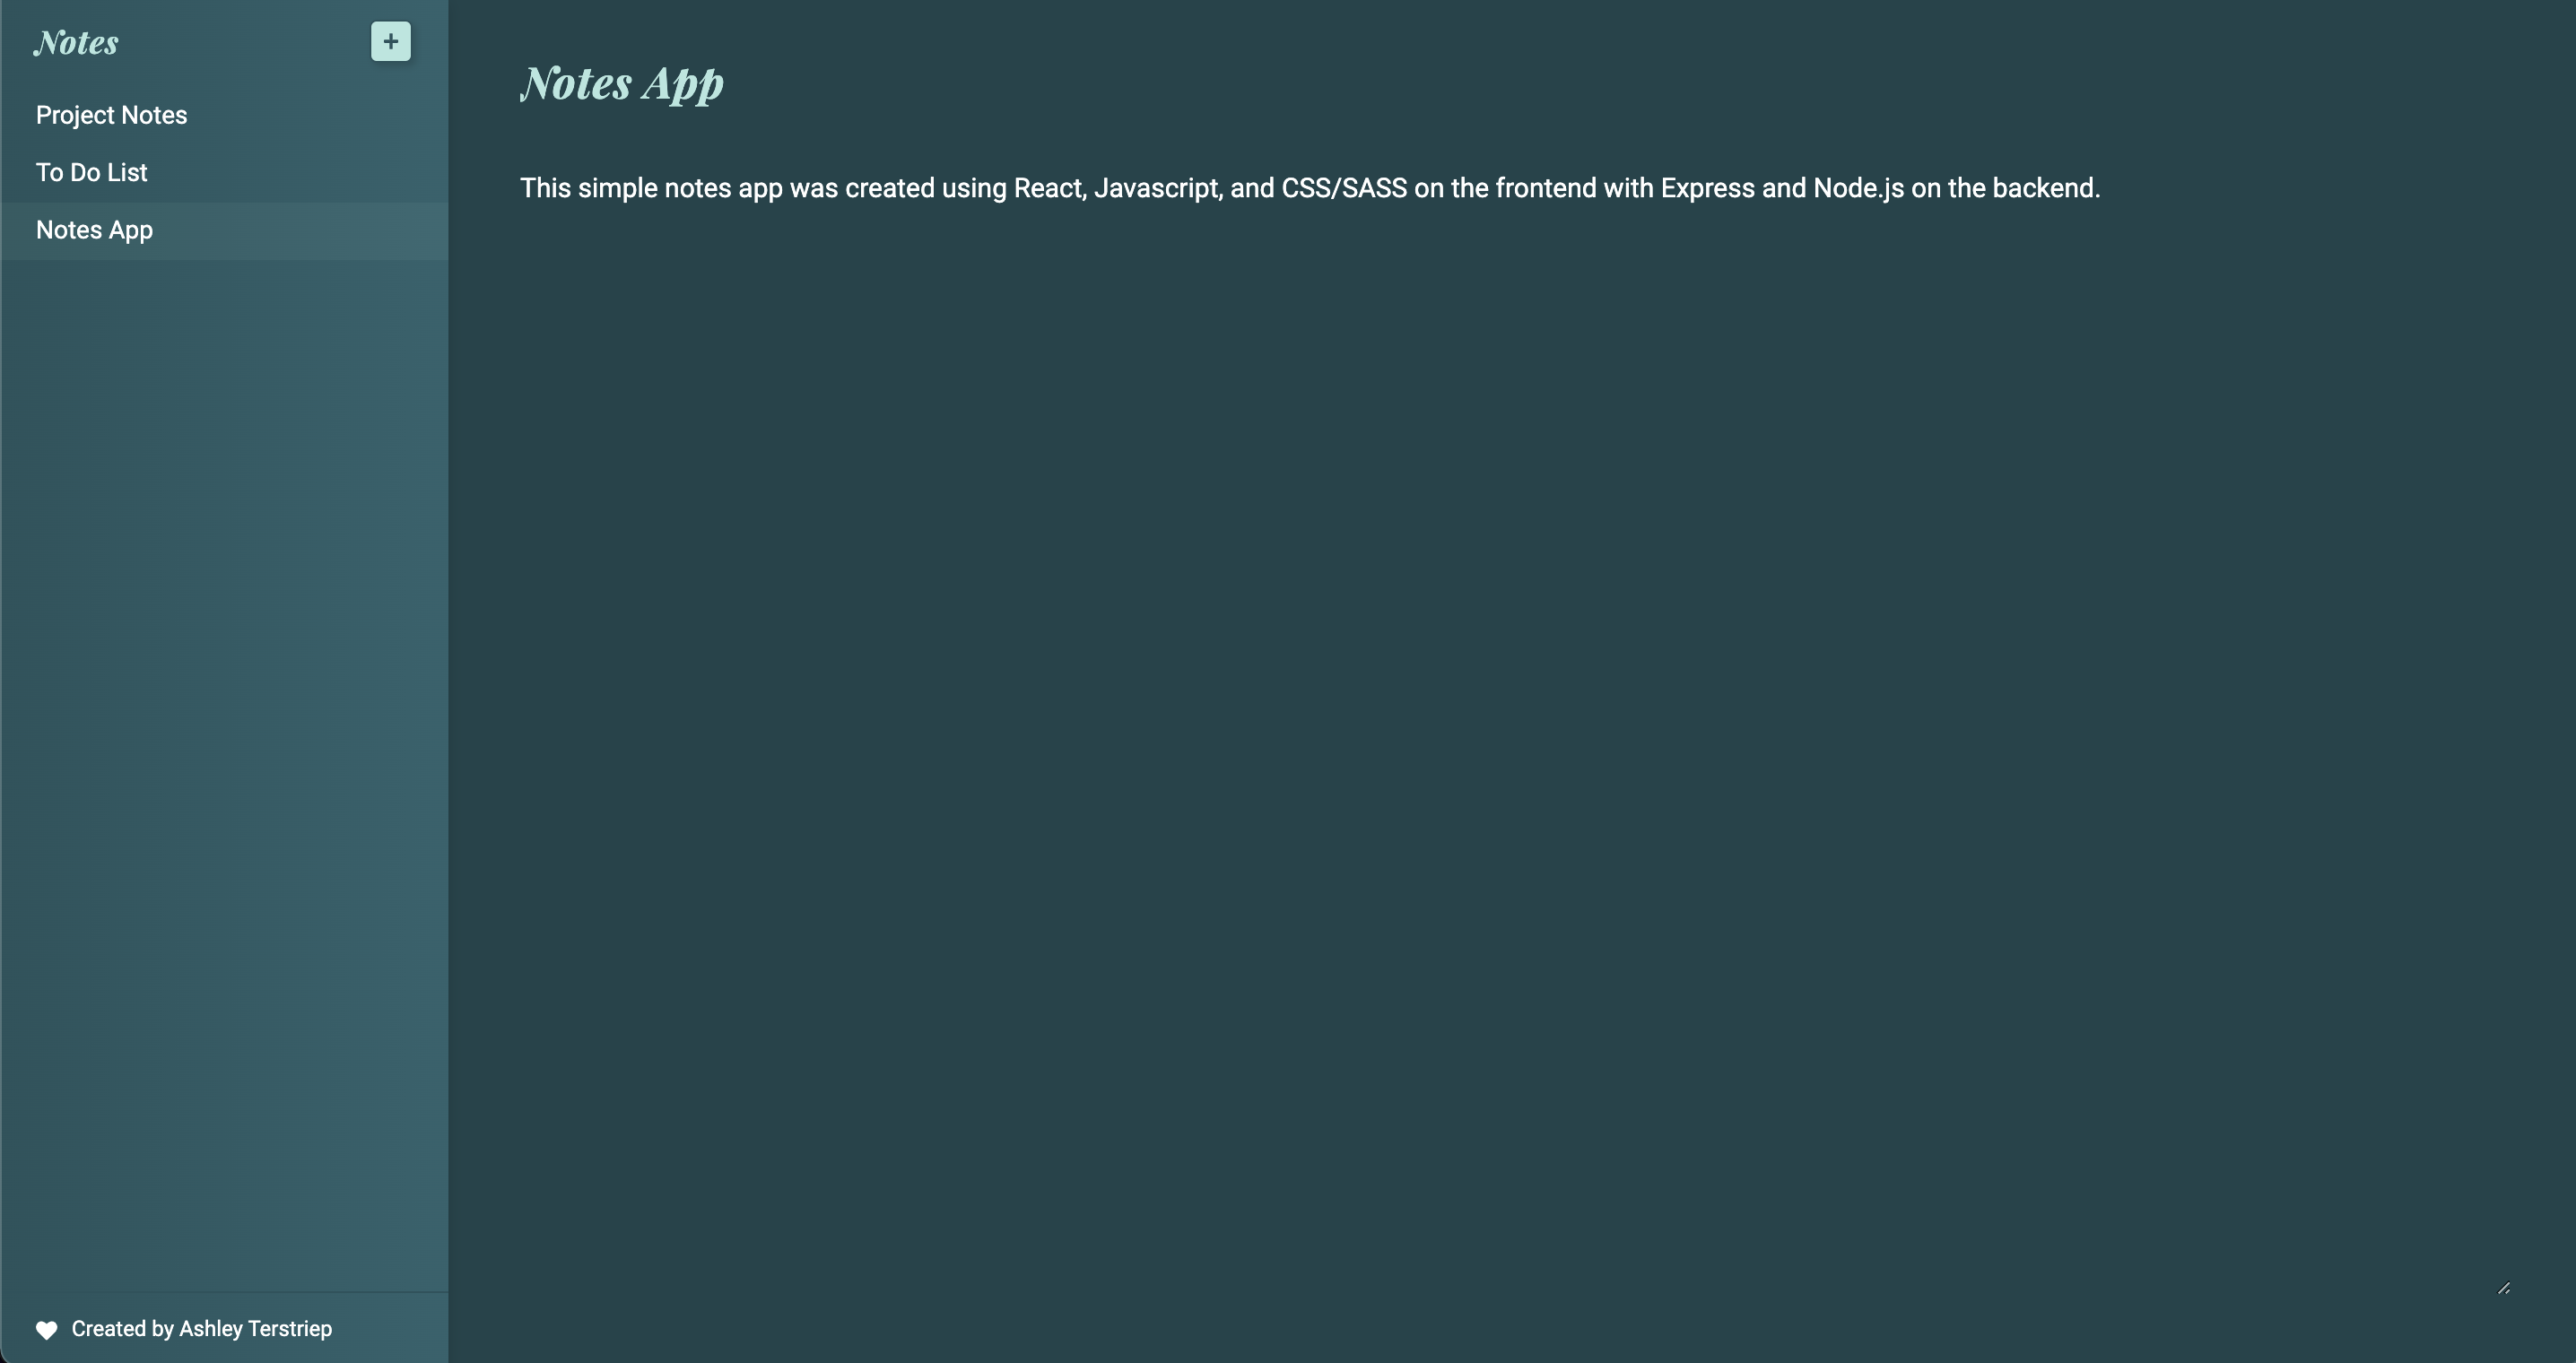 Notes
+
Project Notes
To Do List
Notes App
Created by Ashley Terstriep
Notes App
This simple notes app was created using React, Javascript, and CSS/SASS on the frontend with Express and Node.js on the backend.